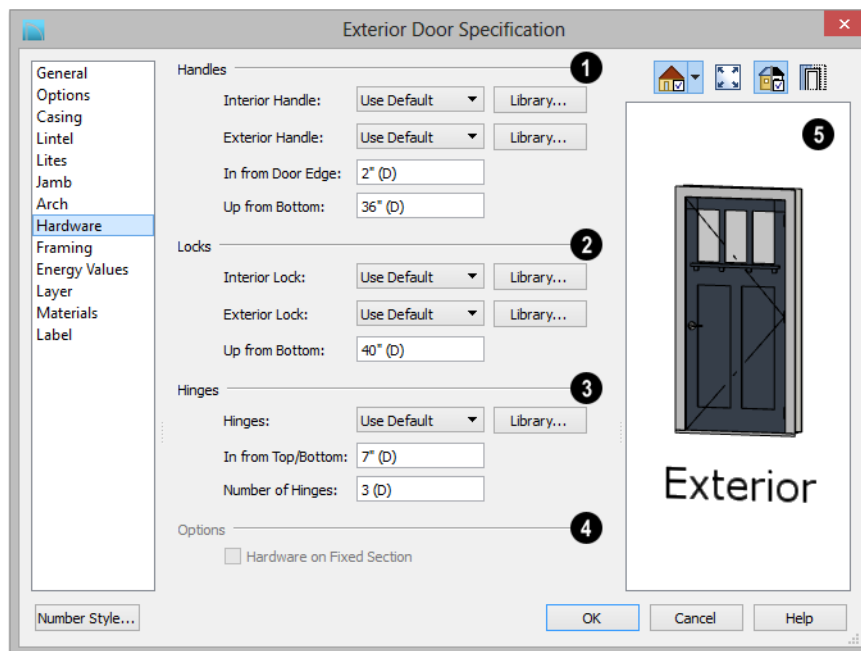 Exterior Door Specification
General
Options
Casing
Lintel
Lites
Jamb
Arch
Hardware
Framing
Energy Values
Layer
Materials
Label
Handles 1
Interior Handle: Use Default Library...
Exterior Handle: Use Default Library...
In from Door Edge: 2" (D)
Up from Bottom: 36" (D)
Locks 2
Interior Lock: Use Default Library...
Exterior Lock: Use Default Library...
Up from Bottom: 40" (D)
Hinges 3
Hinges: Use Default Library...
In from Top/Bottom: 7" (D)
Number of Hinges: 3 (D)
Options 4
Hardware on Fixed Section
5
Exterior
Number Style... OK Cancel Help